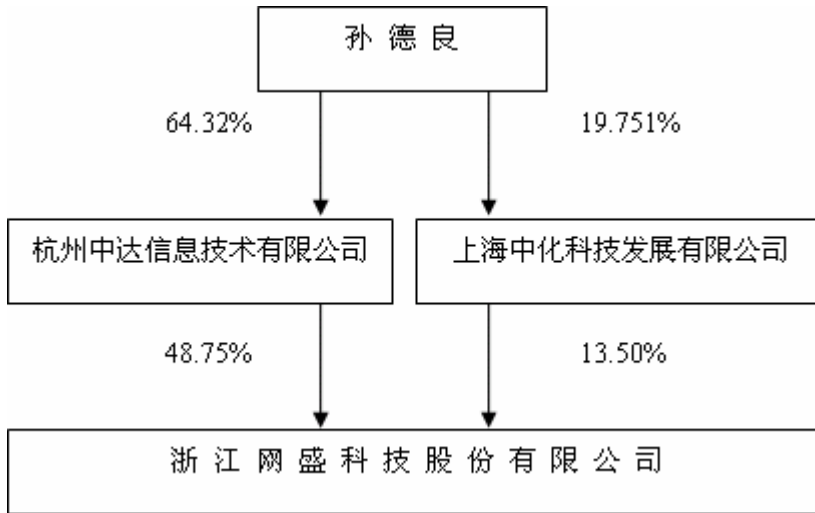 孙 德 良
64.32%
19.751%
杭州中达信息技术有限公司
上海中化科技发展有限公司
48.75%
13.50%
浙 江 网 盛 科 技 股 份 有 限 公 司